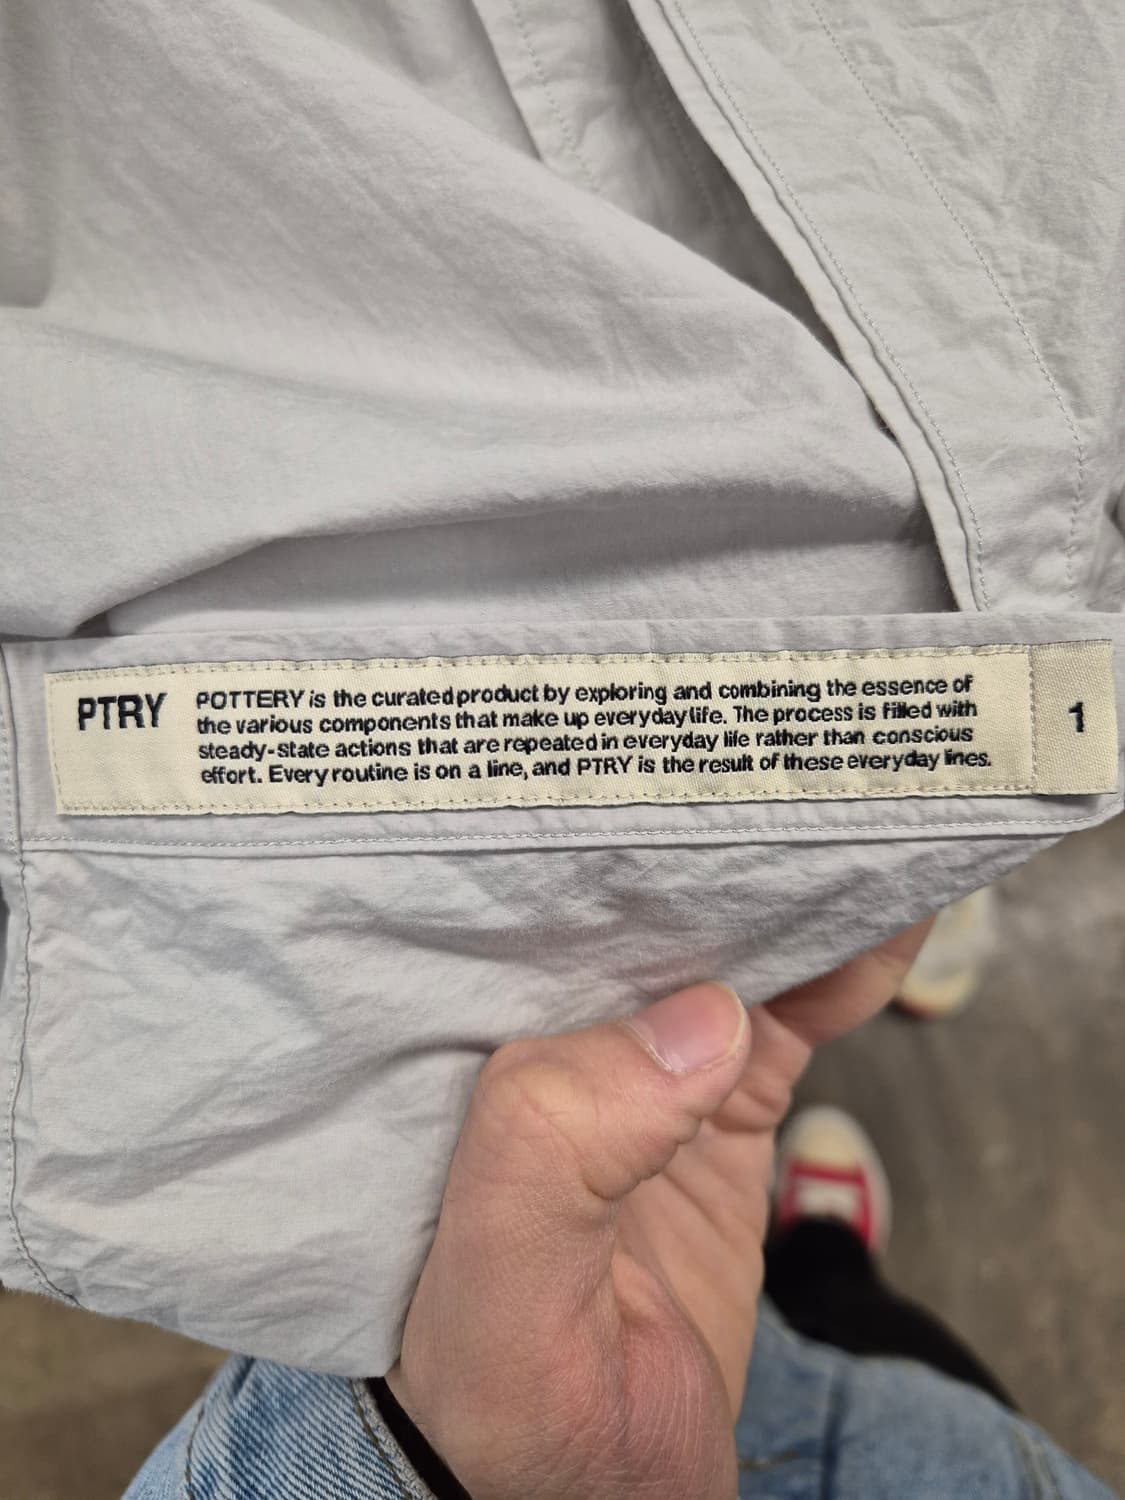 PTRY
POTTERY is the curated product by exploring and combining the essence of
the various components that make up everyday life. The process is filled with
steady-state actions that are repeated in everyday life rather than conscious
effort. Every routine is on a line, and PTRY is the result of these everyday lines.
1